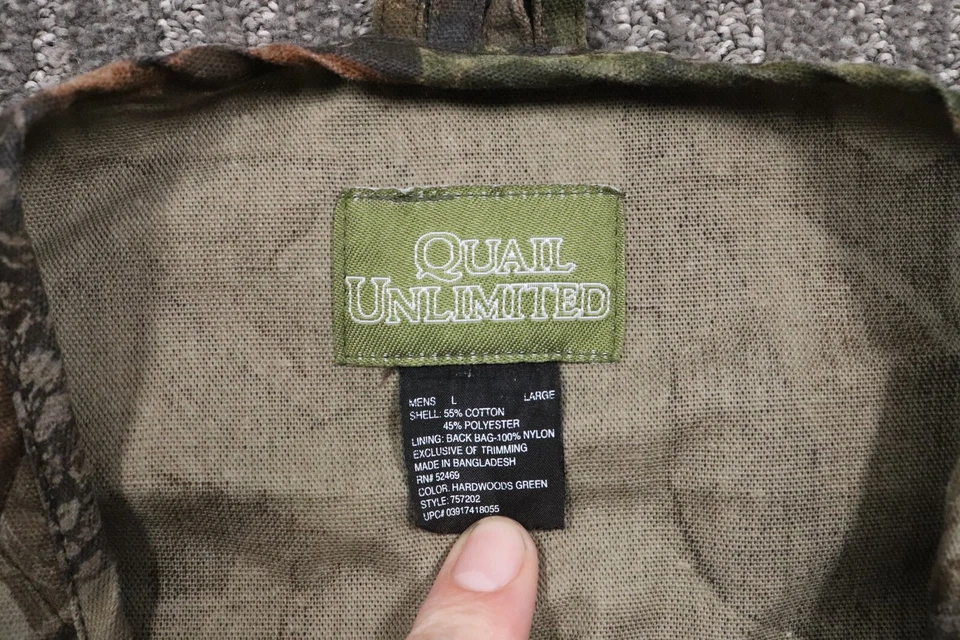 QUAIL
UNLIMITED
MENS L LARGE
SHELL: 55% COTTON
45% POLYESTER
LINING: BACK BAG-100% NYLON
EXCLUSIVE OF TRIMMING
MADE IN BANGLADESH
RN# 52469
COLOR: HARDWOODS GREEN
STYLE: 757202
UPC# 03917418055